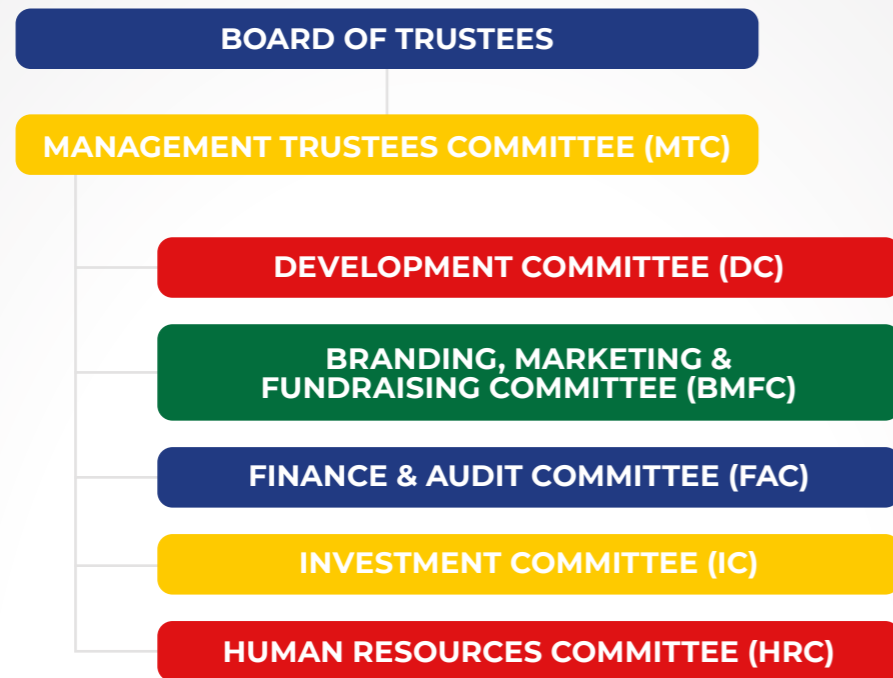 BOARD OF TRUSTEES
MANAGEMENT TRUSTEES COMMITTEE (MTC)
DEVELOPMENT COMMITTEE (DC)
BRANDING, MARKETING &
FUNDRAISING COMMITTEE (BMFC)
FINANCE & AUDIT COMMITTEE (FAC)
INVESTMENT COMMITTEE (IC)
HUMAN RESOURCES COMMITTEE (HRC)